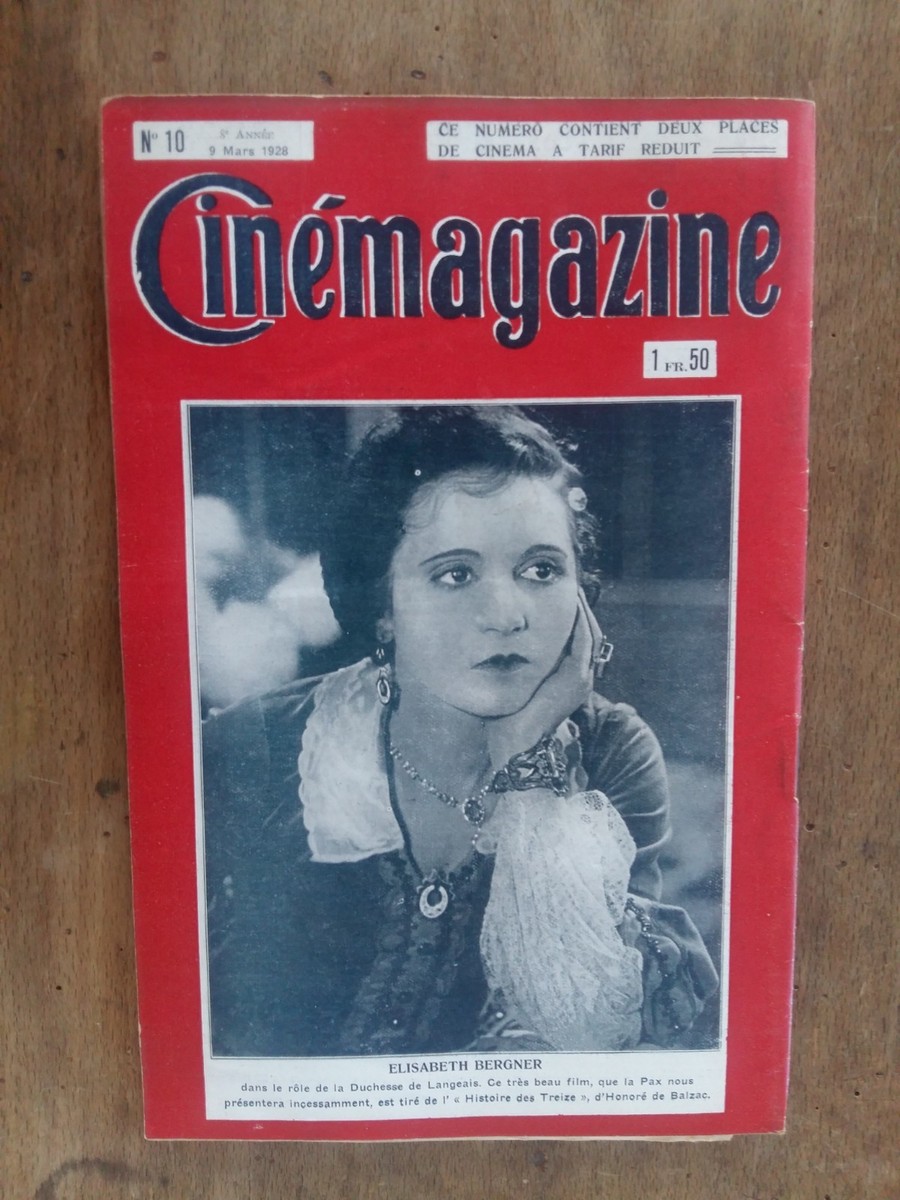 Nº 10
8ᵉ ANNÉE
9 Mars 1928
CE NUMÉRO CONTIENT DEUX PLACES
DE CINEMA A TARIF REDUIT
Cinémagazine
1 FR. 50
ELISABETH BERGNER
dans le rôle de la Duchesse de Langeais. Ce très beau film, que la Pax nous
présentera incessamment, est tiré de l' « Histoire des Treize », d'Honoré de Balzac.